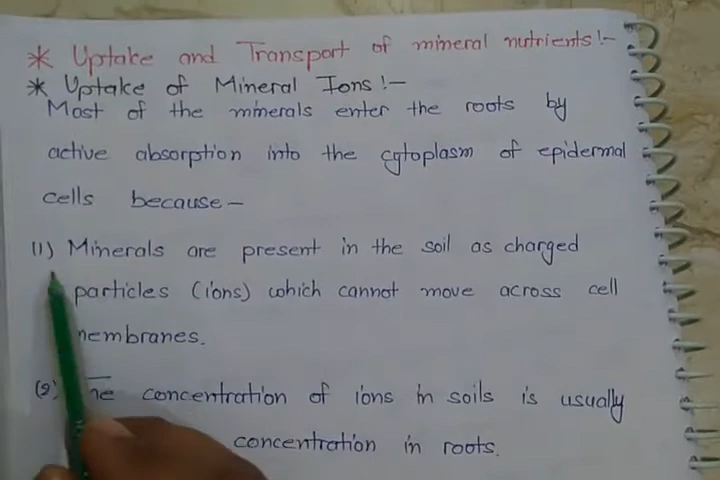 * Uptake and Transport of mineral nutrients!-
* Uptake of Mineral Ions!-
Most of the minerals enter the roots by
active absorption into the cytoplasm of epidermal
cells because-
(1) Minerals are present in the soil as charged
particles (ions) which cannot move across cell
membranes.
(2) The concentration of ions in soils is usually
concentration in roots.